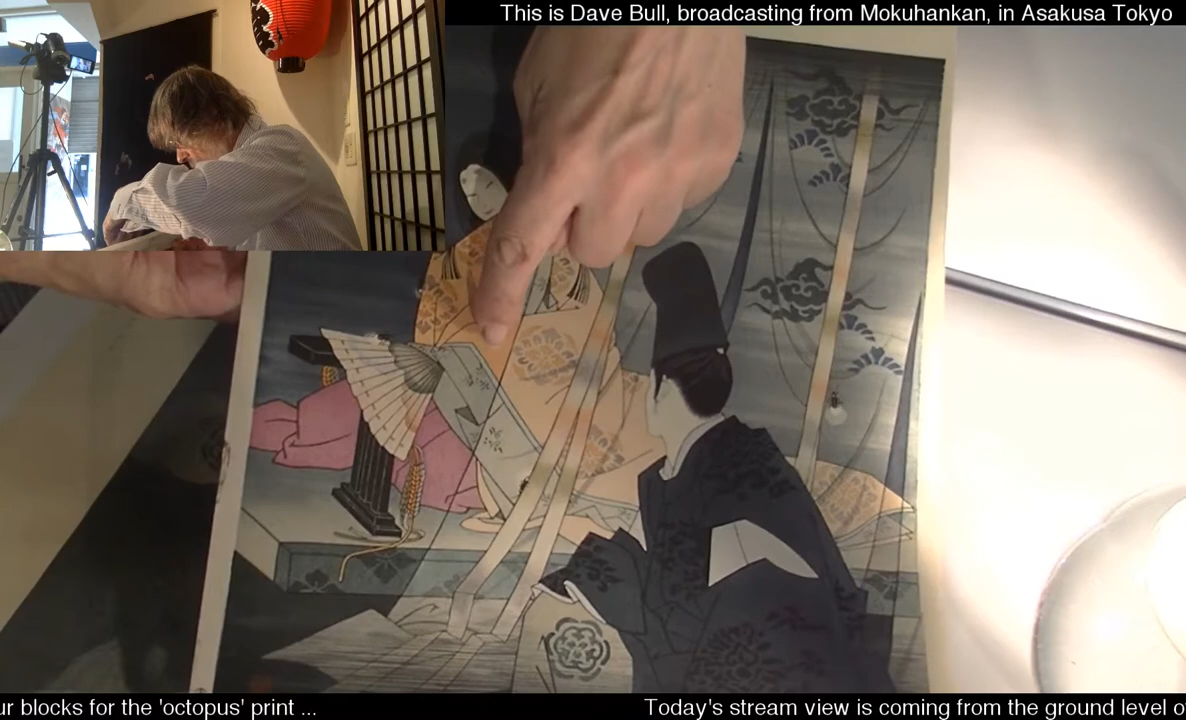 This is Dave Bull, broadcasting from Mokuhankan, in Asakusa Tokyo
blocks for the 'octopus' print ...
Today's stream view is coming from the ground level